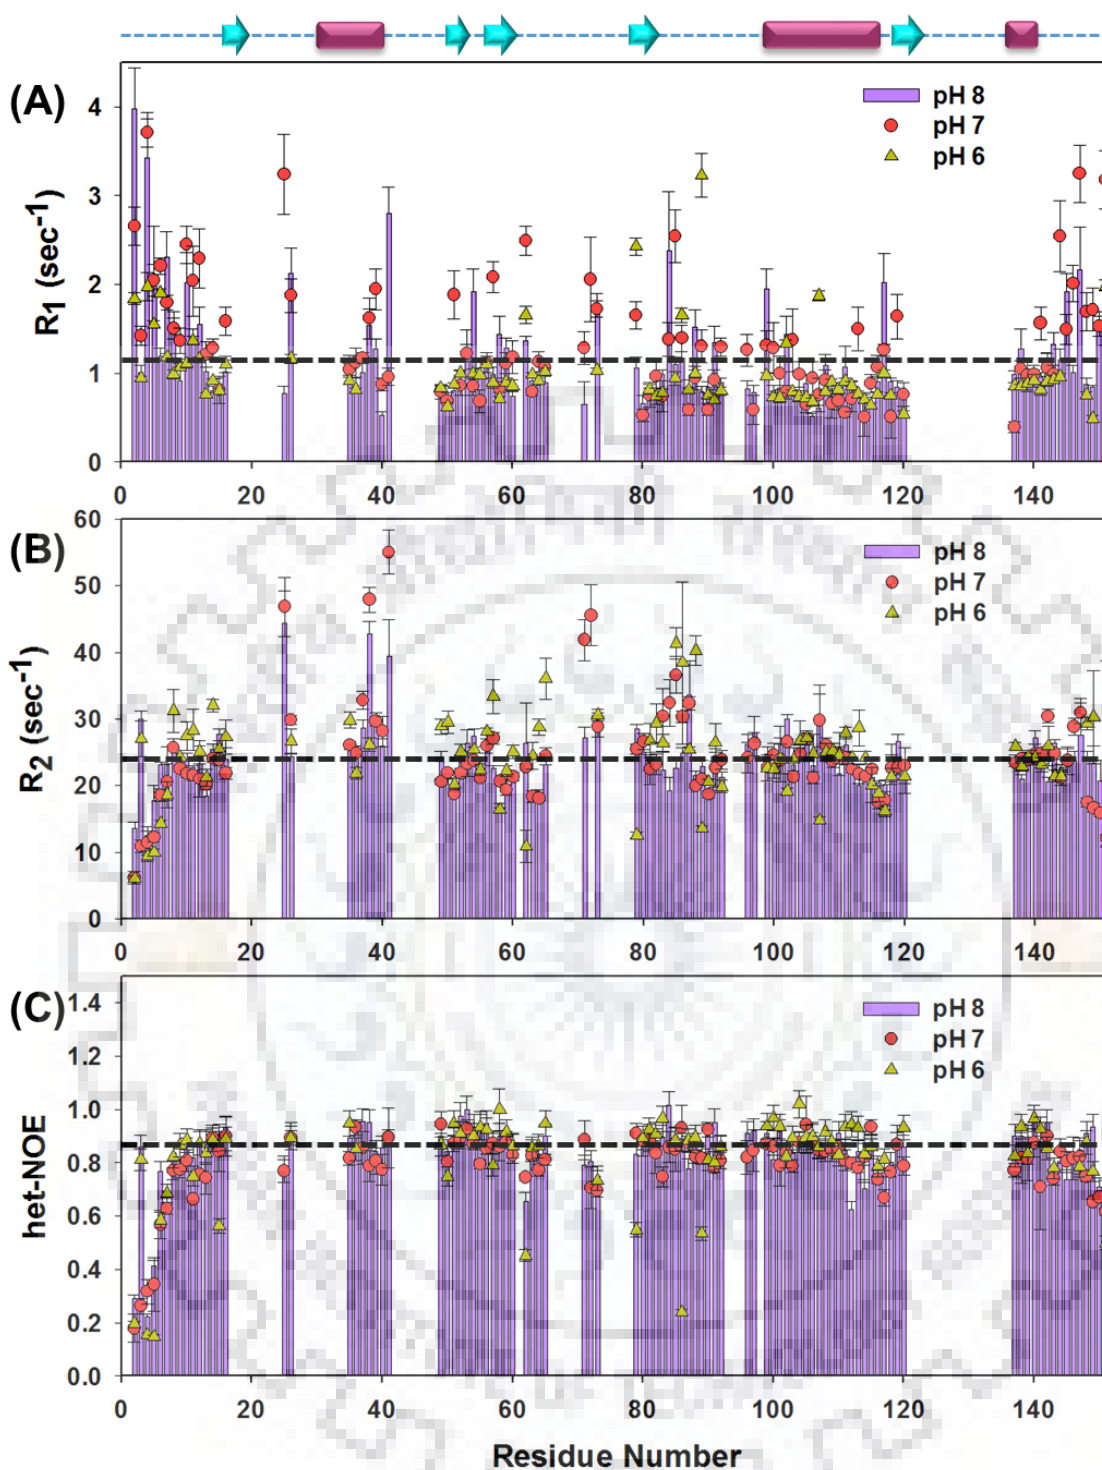 (A)
pH 8
pH 7
pH 6
R1 (sec-1)
4
3
2
1
0
0 20 40 60 80 100 120 140
(B)
pH 8
pH 7
pH 6
R2 (sec-1)
60
50
40
30
20
10
0
0 20 40 60 80 100 120 140
(C)
pH 8
pH 7
pH 6
het-NOE
1.4
1.2
1.0
0.8
0.6
0.4
0.2
0.0
0 20 40 60 80 100 120 140
Residue Number